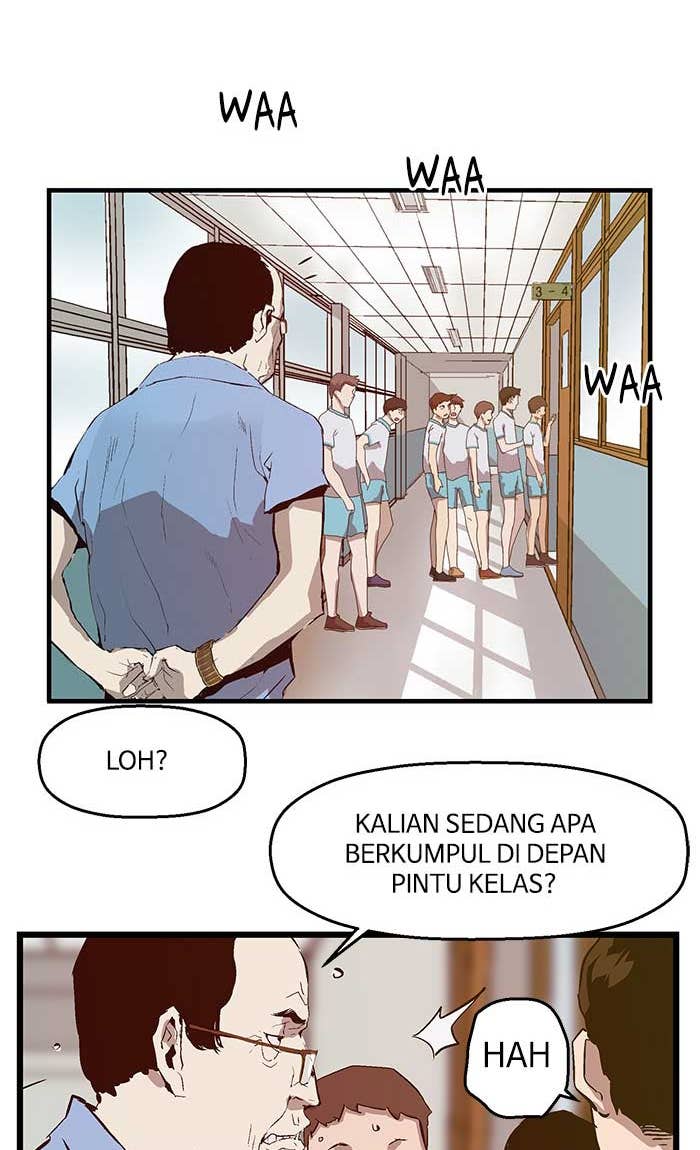 WAA
WAA
3-4
WAA
LOH?
KALIAN SEDANG APA
BERKUMPUL DI DEPAN
PINTU KELAS?
HAH